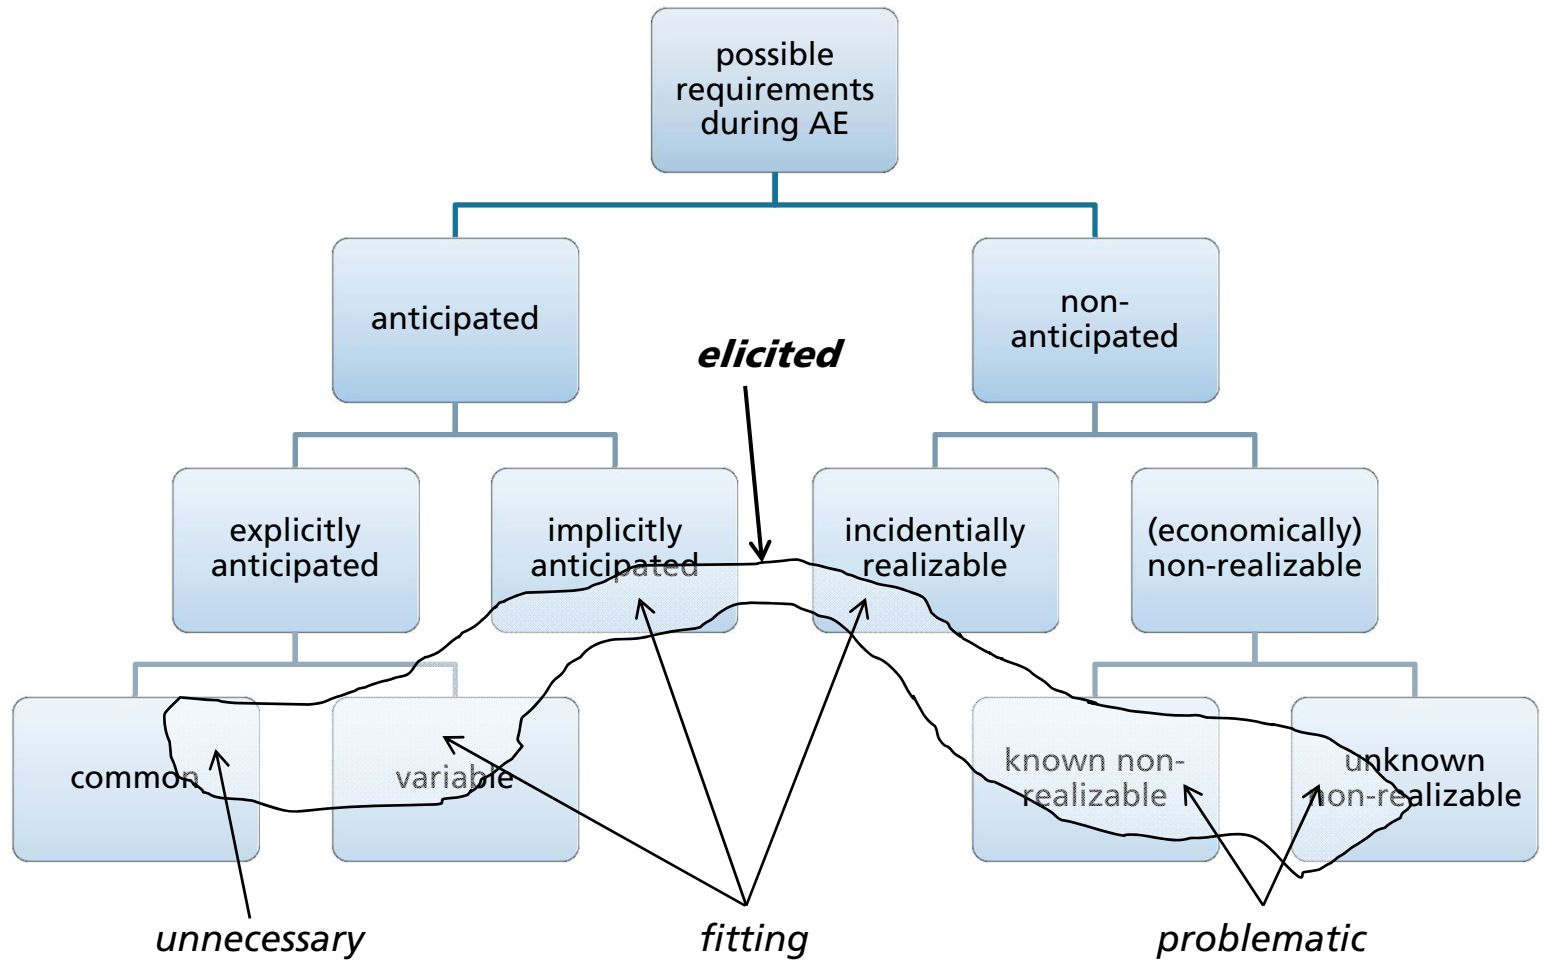 possible
requirements
during AE
anticipated
non-
anticipated
elicited
explicitly
anticipated
implicitly
anticipated
incidentially
realizable
(economically)
non-realizable
common
variable
known non-
realizable
unknown
non-realizable
unnecessary
fitting
problematic